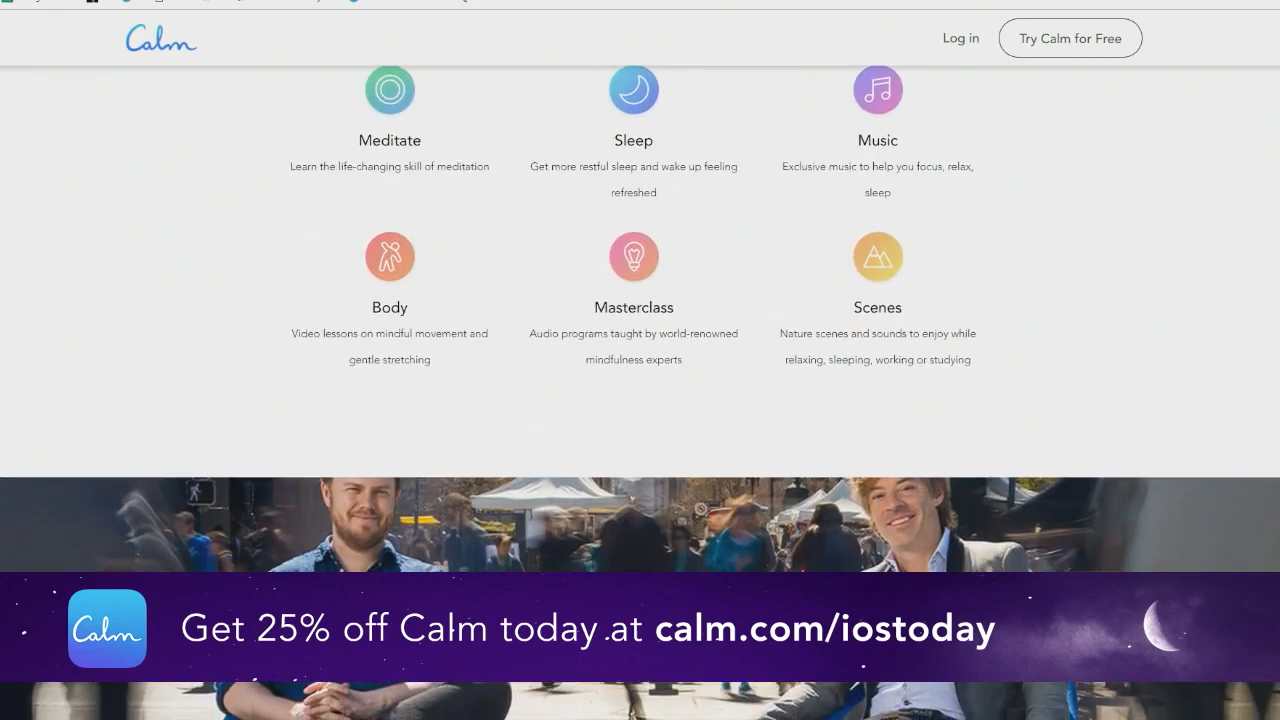 Calm
Log in
Try Calm for Free
Meditate
Sleep
Music
Learn the life-changing skill of meditation
Get more restful sleep and wake up feeling
refreshed
Exclusive music to help you focus, relax,
sleep
Body
Masterclass
Scenes
Video lessons on mindful movement and
gentle stretching
Audio programs taught by world-renowned
mindfulness experts
Nature scenes and sounds to enjoy while
relaxing, sleeping, working or studying
Calm
Get 25% off Calm today at calm.com/iostoday